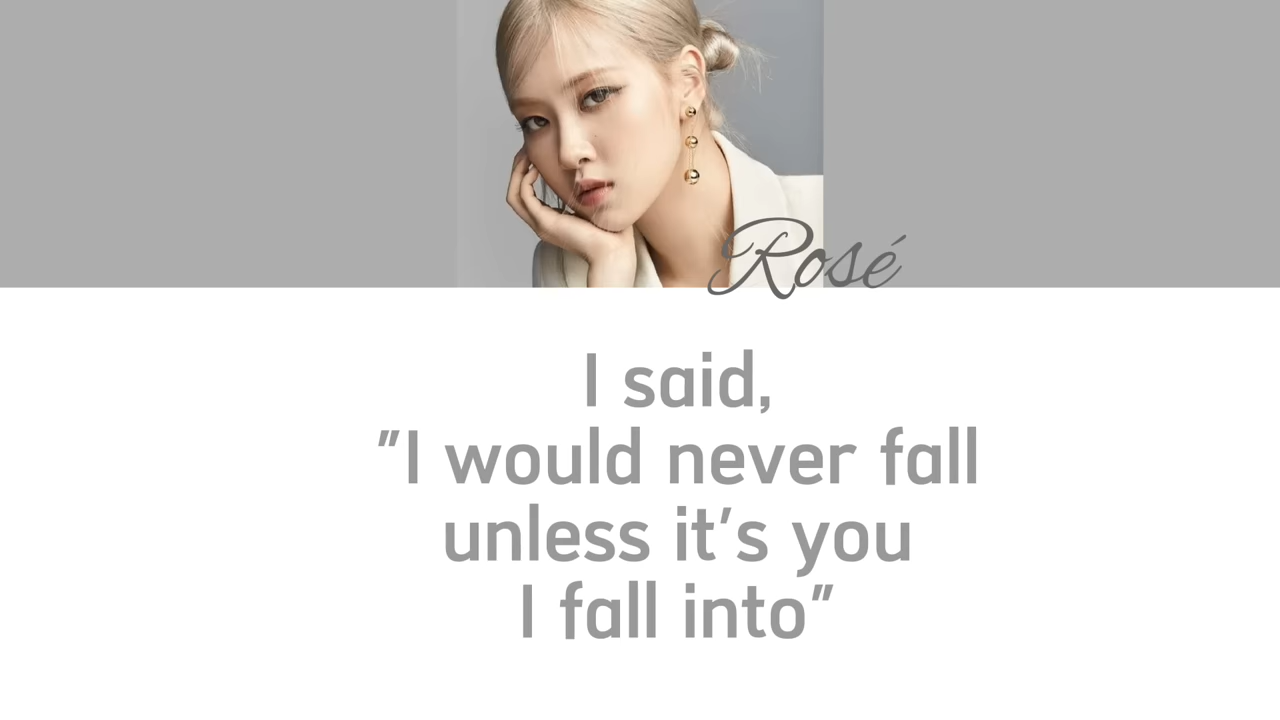 Rosé
I said,
"I would never fall
unless it's you
I fall into"